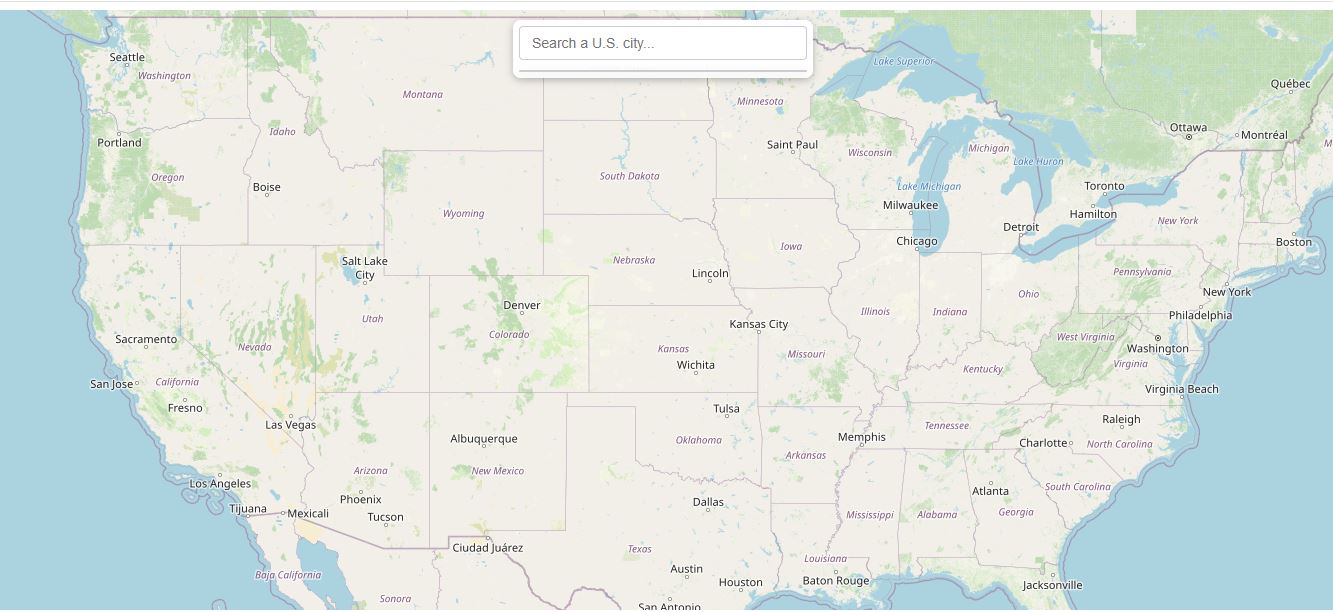 Search a U.S. city...
Seattle
Washington
Montana
Minnesota
Lake Superior
Québec
Ottawa
Montréal
Portland
Idaho
Saint Paul
Wisconsin
Michigan
Lake Huron
Oregon
Boise
South Dakota
Lake Michigan
Toronto
Milwaukee
Hamilton
Wyoming
New York
Detroit
Chicago
Boston
Iowa
Salt Lake
City
Nebraska
Lincoln
Pennsylvania
New York
Ohio
Denver
Utah
Colorado
Kansas City
Illinois
Indiana
Philadelphia
Sacramento
Nevada
Kansas
Missouri
West Virginia
Washington
San Jose
California
Wichita
Kentucky
Virginia
Virginia Beach
Fresno
Las Vegas
Tulsa
Raleigh
Albuquerque
Oklahoma
Memphis
Tennessee
Charlotte
North Carolina
Arizona
New Mexico
Arkansas
Los Angeles
Phoenix
Dallas
Atlanta
South Carolina
Tijuana
Mexicali
Tucson
Mississippi
Alabama
Georgia
Ciudad Juárez
Texas
Louisiana
Baja California
Austin
Houston
Baton Rouge
Jacksonville
Sonora
San Antonio